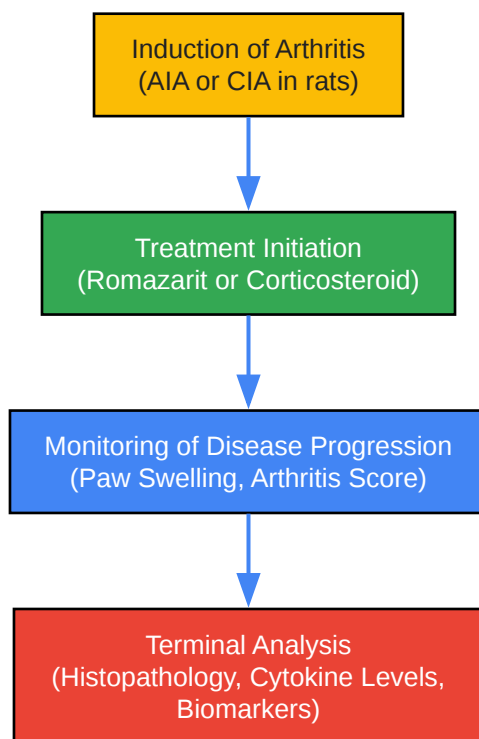 Induction of Arthritis
(AIA or CIA in rats)
Treatment Initiation
(Romazarit or Corticosteroid)
Monitoring of Disease Progression
(Paw Swelling, Arthritis Score)
Terminal Analysis
(Histopathology, Cytokine Levels,
Biomarkers)